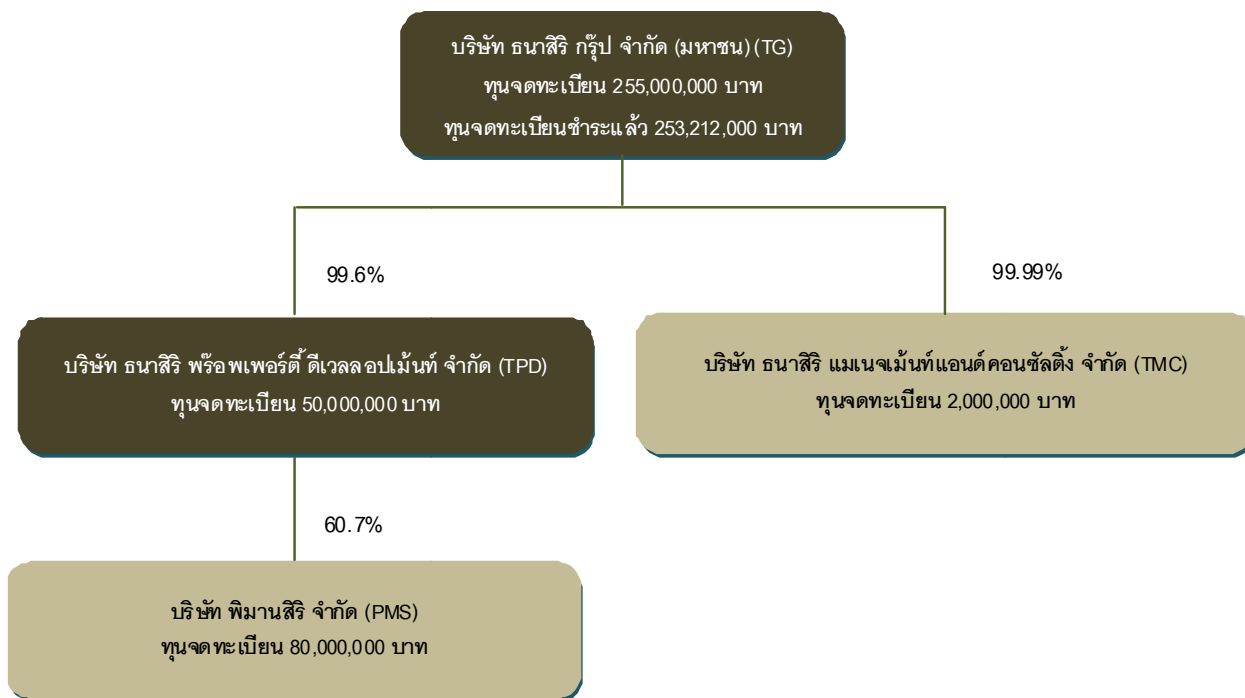 บริษัท ธนาสิริ กรุ๊ป จำกัด (มหาชน) (TG)
ทุนจดทะเบียน 255,000,000 บาท
ทุนจดทะเบียนชำระแล้ว 253,212,000 บาท
99.6%
99.99%
บริษัท ธนาสิริ พร๊อพเพอร์ตี้ ดีเวลลอปเม้นท์ จำกัด (TPD)
ทุนจดทะเบียน 50,000,000 บาท
บริษัท ธนาสิริ แมเนจเม้นท์แอนด์คอนซัลติ้ง จำกัด (TMC)
ทุนจดทะเบียน 2,000,000 บาท
60.7%
บริษัท พิมานสิริ จำกัด (PMS)
ทุนจดทะเบียน 80,000,000 บาท